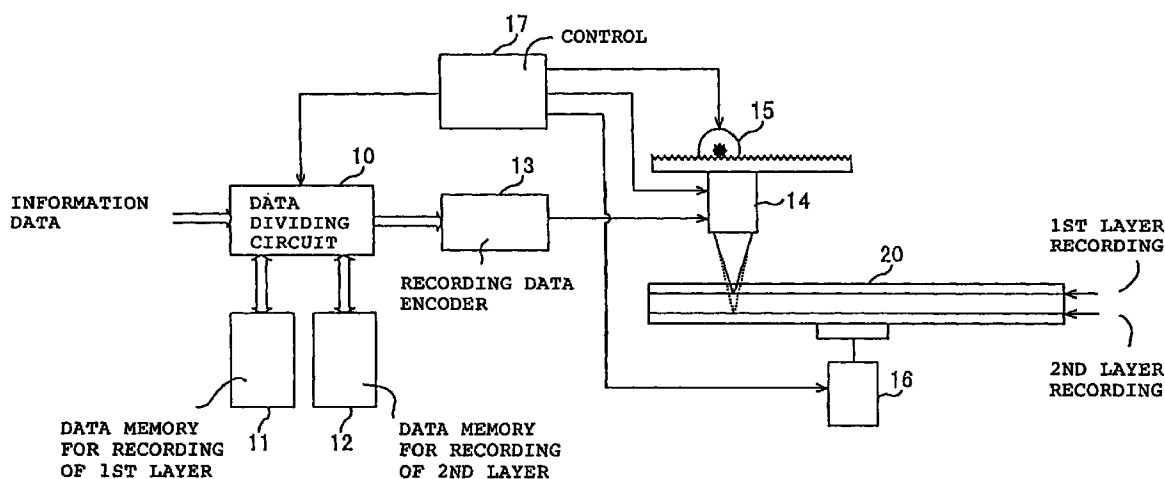 17
CONTROL
15
10
13
INFORMATION
DATA
DATA
DIVIDING
CIRCUIT
14
1ST LAYER
RECORDING
20
RECORDING DATA
ENCODER
2ND LAYER
RECORDING
16
11
12
DATA MEMORY
FOR RECORDING
OF 1ST LAYER
DATA MEMORY
FOR RECORDING
OF 2ND LAYER